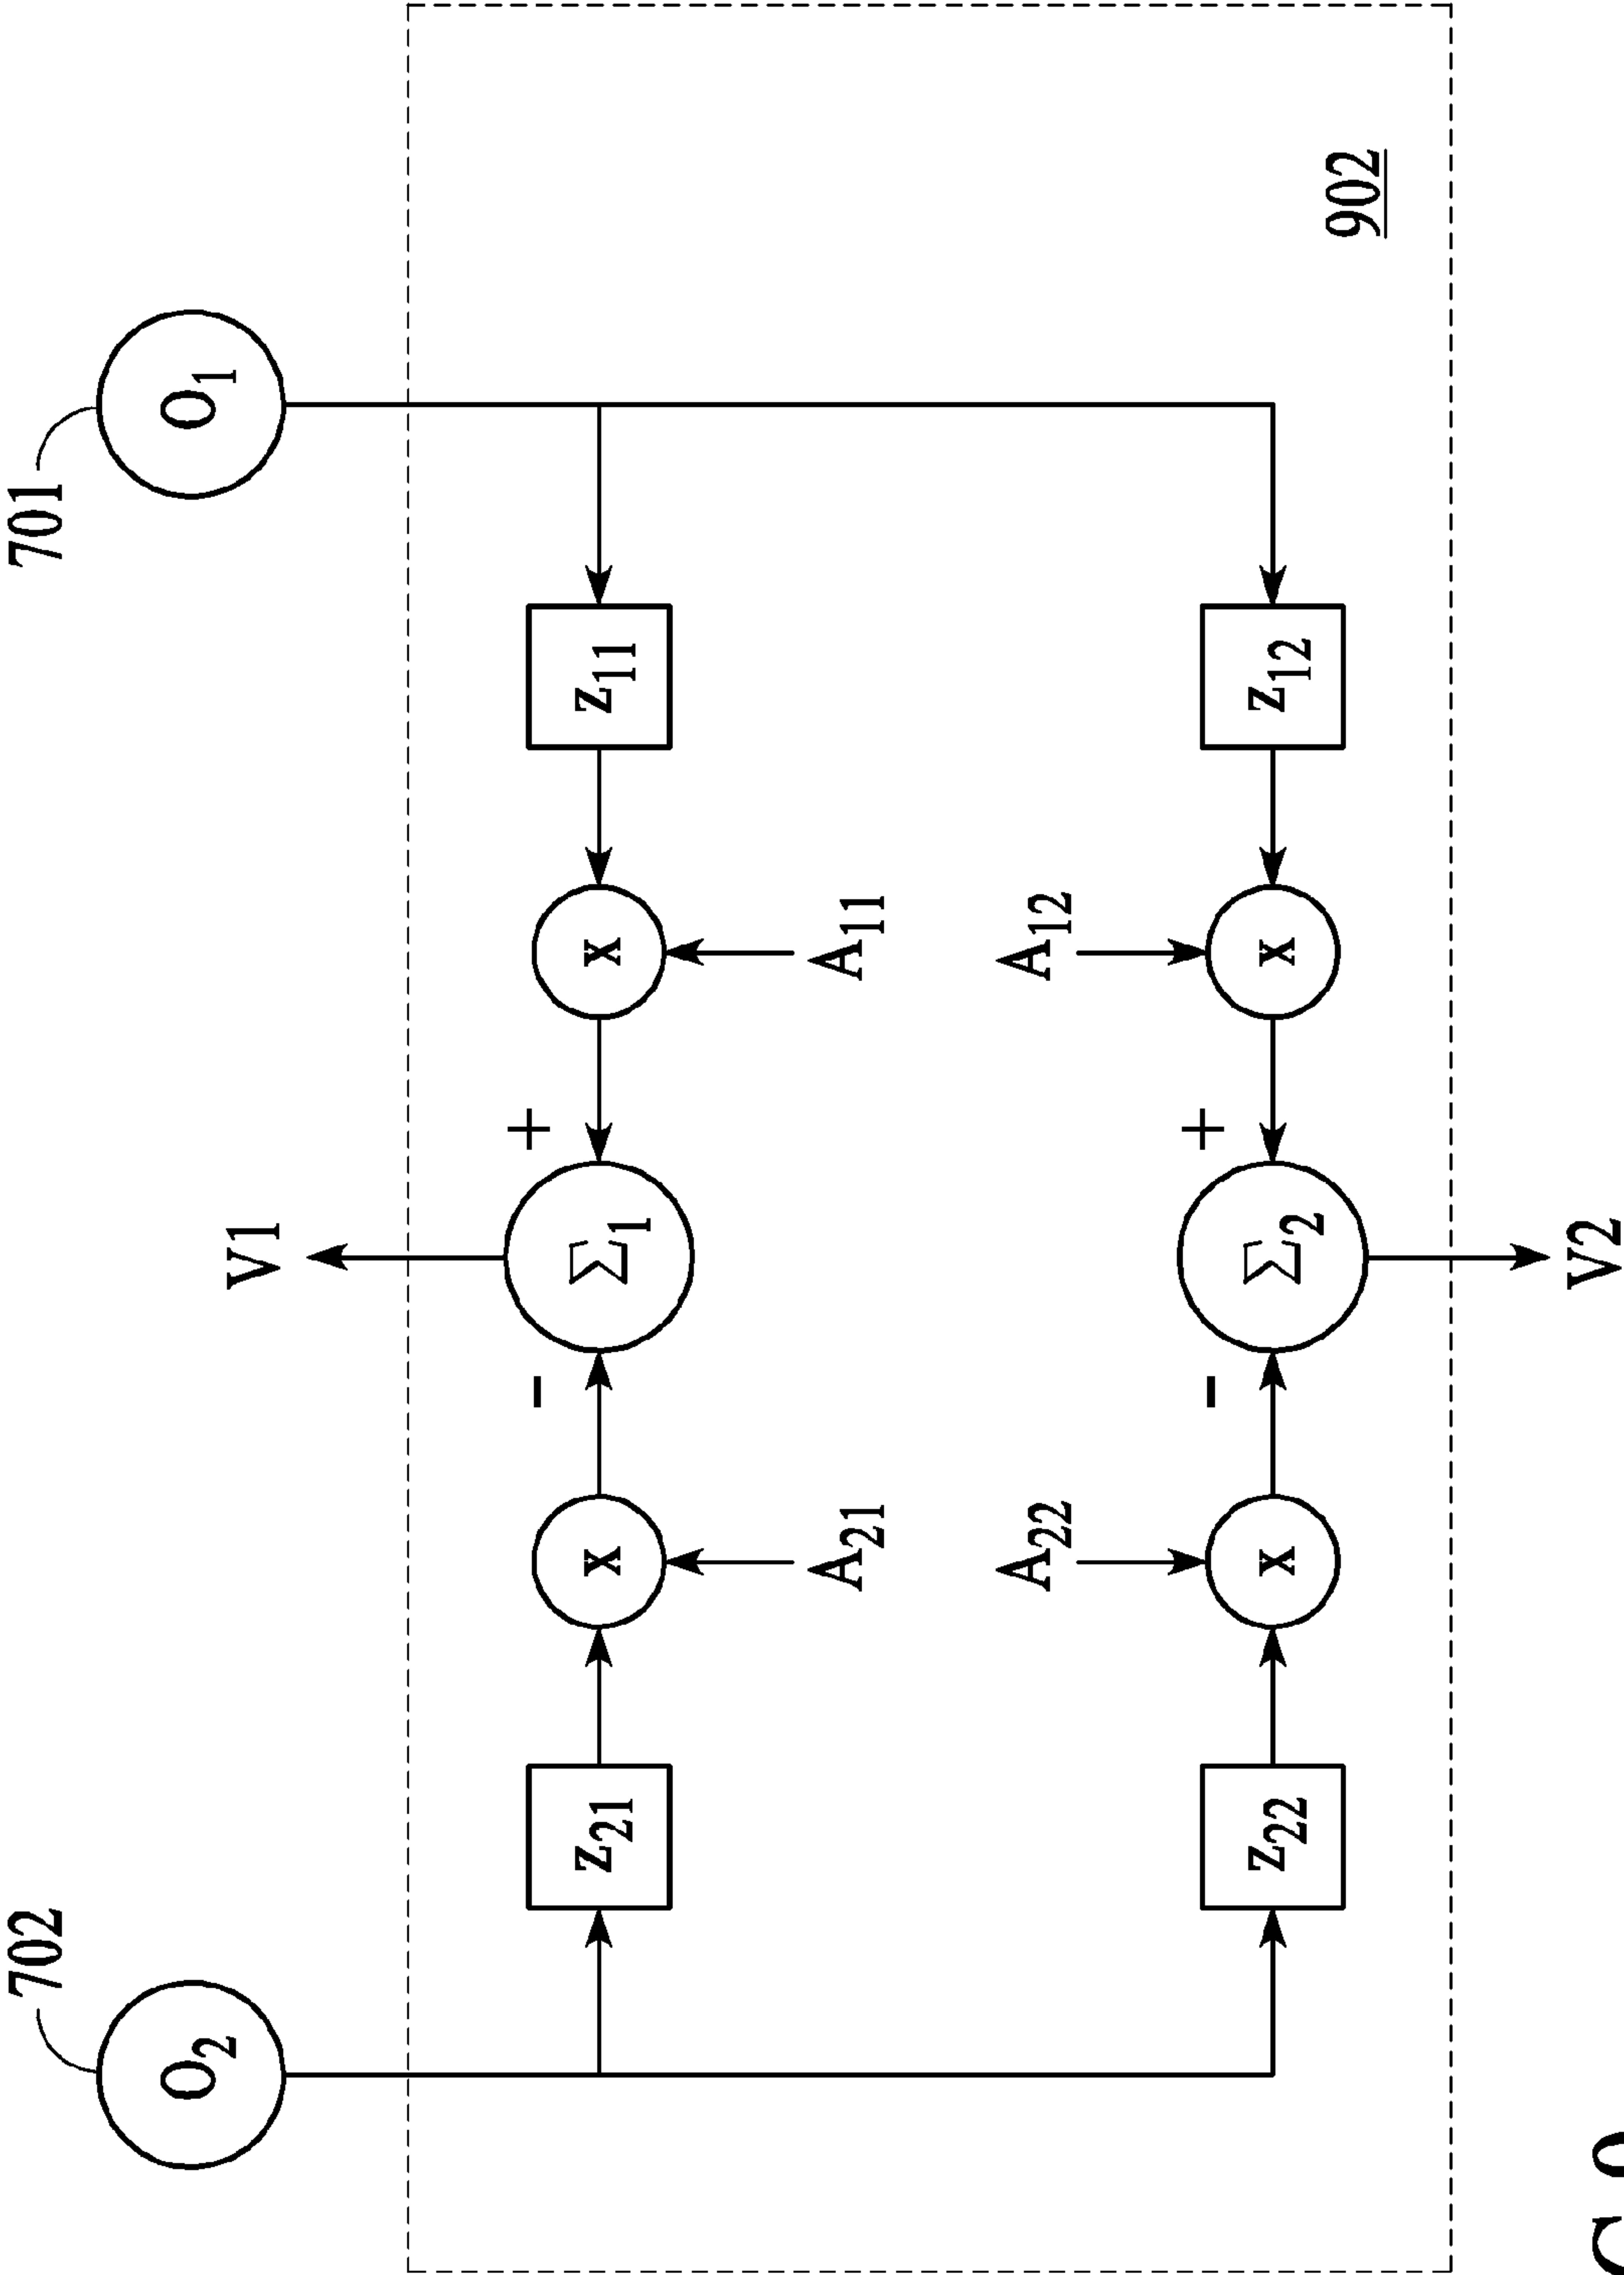 702
701
O₂
O₁
V1
-
+
z₂₁
x
Σ₁
x
z₁₁
A₂₁
A₁₁
A₂₂
A₁₂
-
+
z₂₂
x
Σ₂
x
z₁₂
902
V2